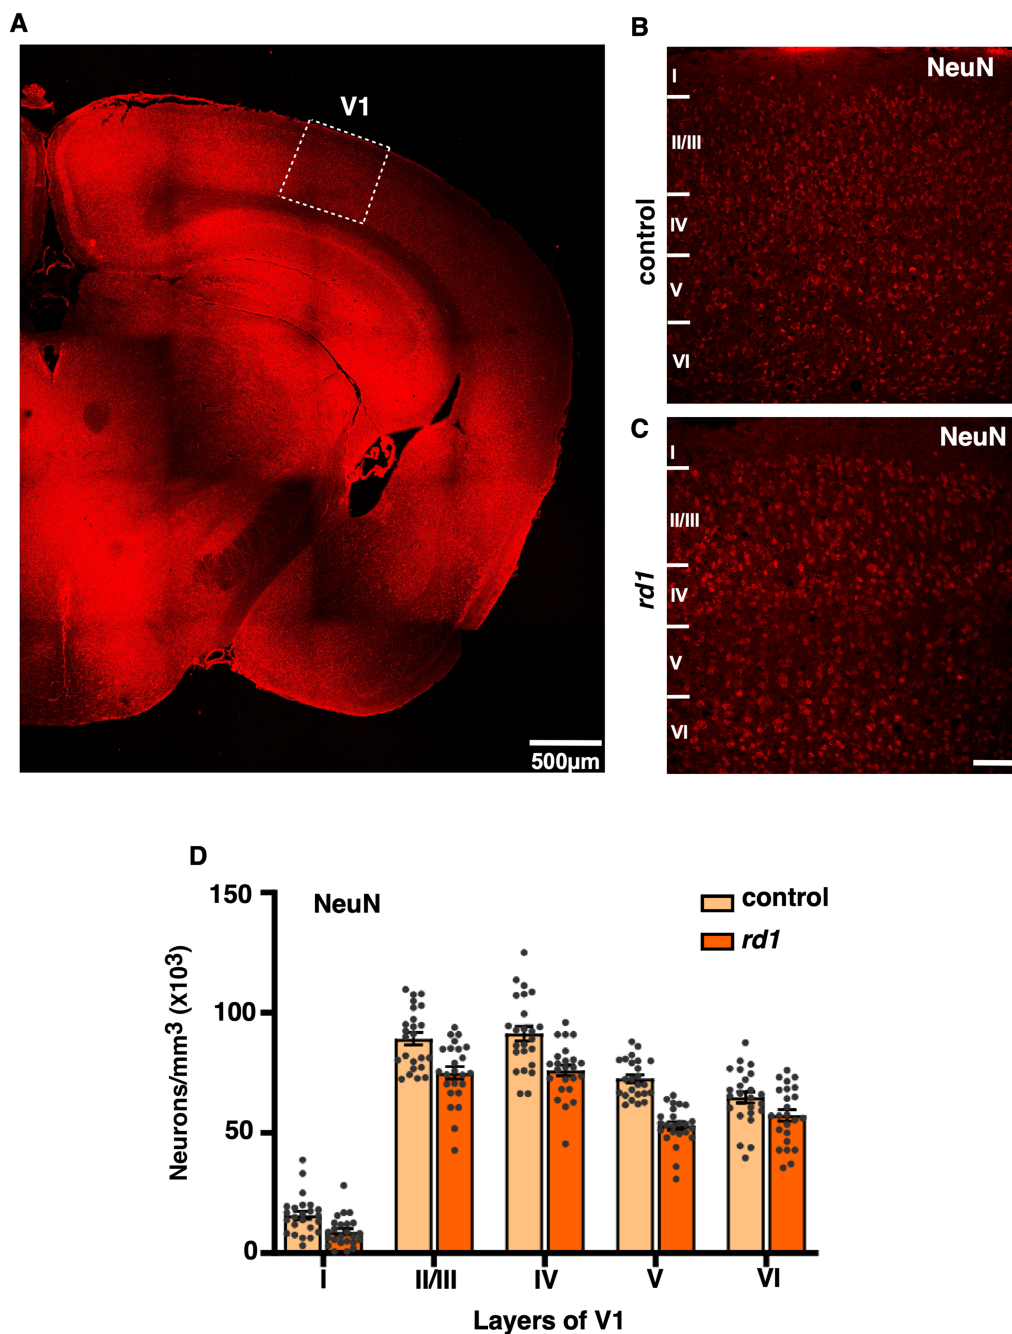 A
V1
500µm
B
NeuN
I
II/III
IV
V
VI
control
C
NeuN
I
II/III
IV
V
VI
rd1
D
150
100
50
0
Neurons/mm3 (x103)
NeuN
control
rd1
I
II/III
IV
V
VI
Layers of V1